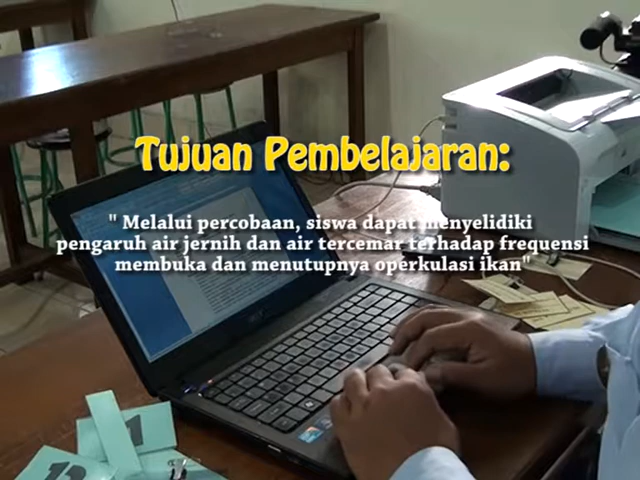 Tujuan Pembelajaran:
" Melalui percobaan, siswa dapat menyelidiki
pengaruh air jernih dan air tercemar terhadap frequensi
membuka dan menutupnya operkulasi ikan"